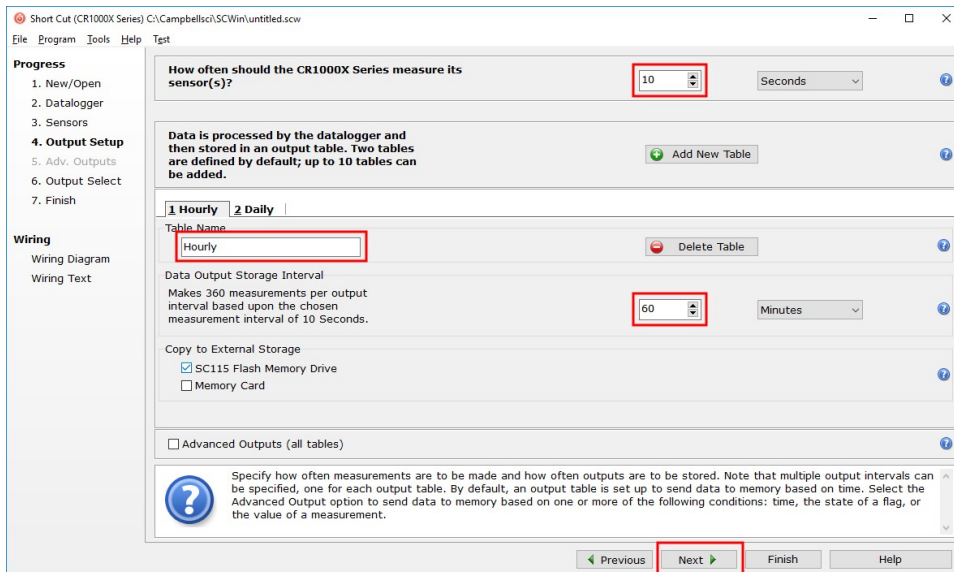 Short Cut (CR1000X Series) C:\Campbellsci\SCWin\untitled.scw
File Program Tools Help Test
Progress
1. New/Open
2. Datalogger
3. Sensors
4. Output Setup
5. Adv. Outputs
6. Output Select
7. Finish
Wiring
Wiring Diagram
Wiring Text
How often should the CR1000X Series measure its
sensor(s)?
10
Seconds
Data is processed by the datalogger and
then stored in an output table. Two tables
are defined by default; up to 10 tables can
be added.
Add New Table
1 Hourly 2 Daily
Table Name
Hourly
Delete Table
Data Output Storage Interval
Makes 360 measurements per output
interval based upon the chosen
measurement interval of 10 Seconds.
60
Minutes
Copy to External Storage
SC115 Flash Memory Drive
Memory Card
Advanced Outputs (all tables)
Specify how often measurements are to be made and how often outputs are to be stored. Note that multiple output intervals can
be specified, one for each output table. By default, an output table is set up to send data to memory based on time. Select the
Advanced Output option to send data to memory based on one or more of the following conditions: time, the state of a flag, or
the value of a measurement.
Previous Next Finish Help